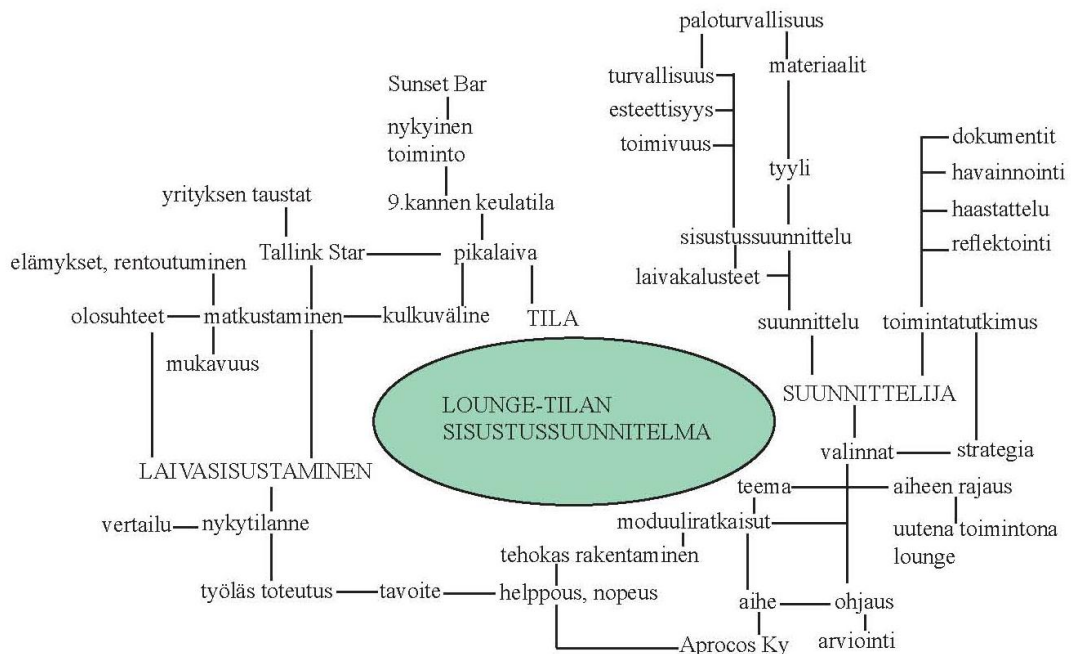 paloturvallisuus
turvallisuus
materiaalit
Sunset Bar
esteettisyys
nykyinen
toiminto
toimivuus
dokumentit
tyyli
havainnointi
yrityksen taustat
9.kannen keulatila
haastattelu
sisustussuunnittelu
reflektointi
Tallink Star
pikalaiva
elämykset, rentoutuminen
laivakalusteet
olosuhteet
matkustaminen
kulkuväline
TILA
suunnittelu
toimintatutkimus
mukavuus
SUUNNITTELIJA
LOUNGE-TILAN
SISUSTUSSUUNNITELMA
valinnat
strategia
LAIVASISUSTAMINEN
teema
aiheen rajaus
vertailu
nykytilanne
moduuliratkaisut
uutena toimintona
lounge
tehokas rakentaminen
työläs toteutus
tavoite
helppous, nopeus
aihe
ohjaus
Aprocos Ky
arviointi